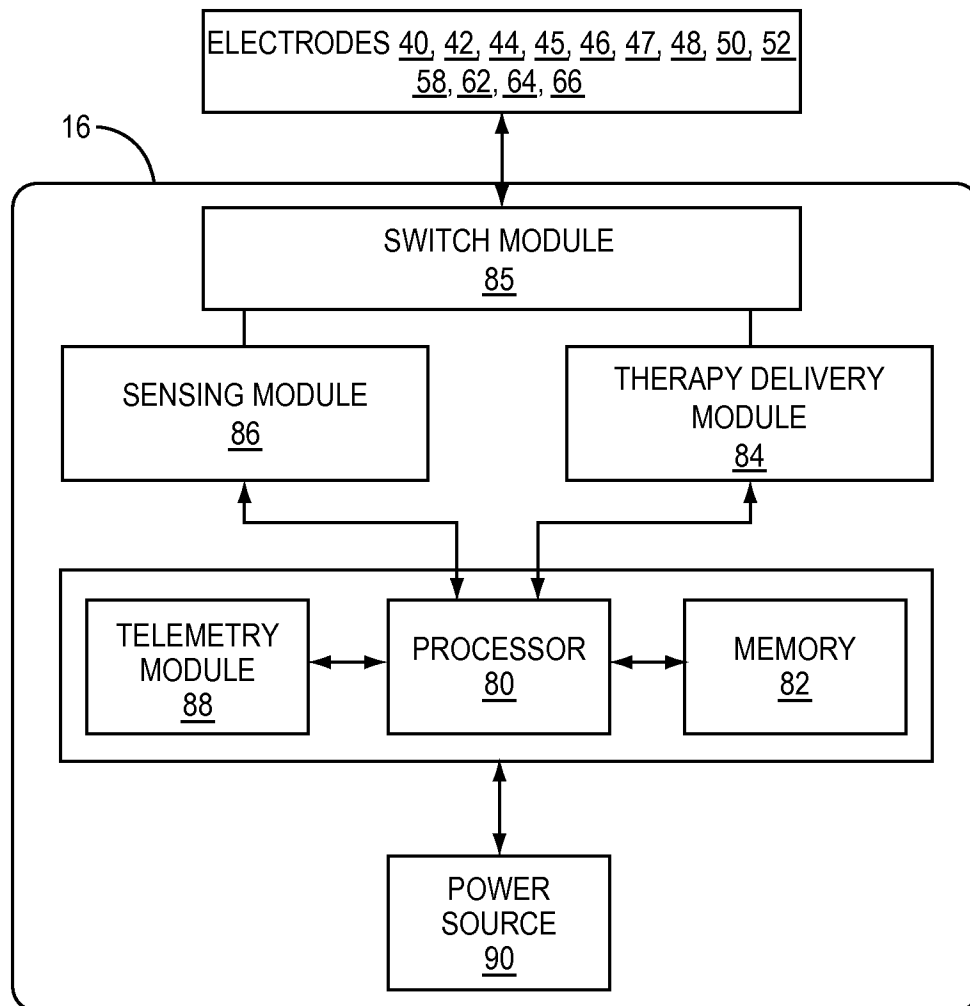 ELECTRODES 40, 42, 44, 45, 46, 47, 48, 50, 52
58, 62, 64, 66
16
SWITCH MODULE
85
SENSING MODULE
86
THERAPY DELIVERY
MODULE
84
TELEMETRY
MODULE
88
PROCESSOR
80
MEMORY
82
POWER
SOURCE
90